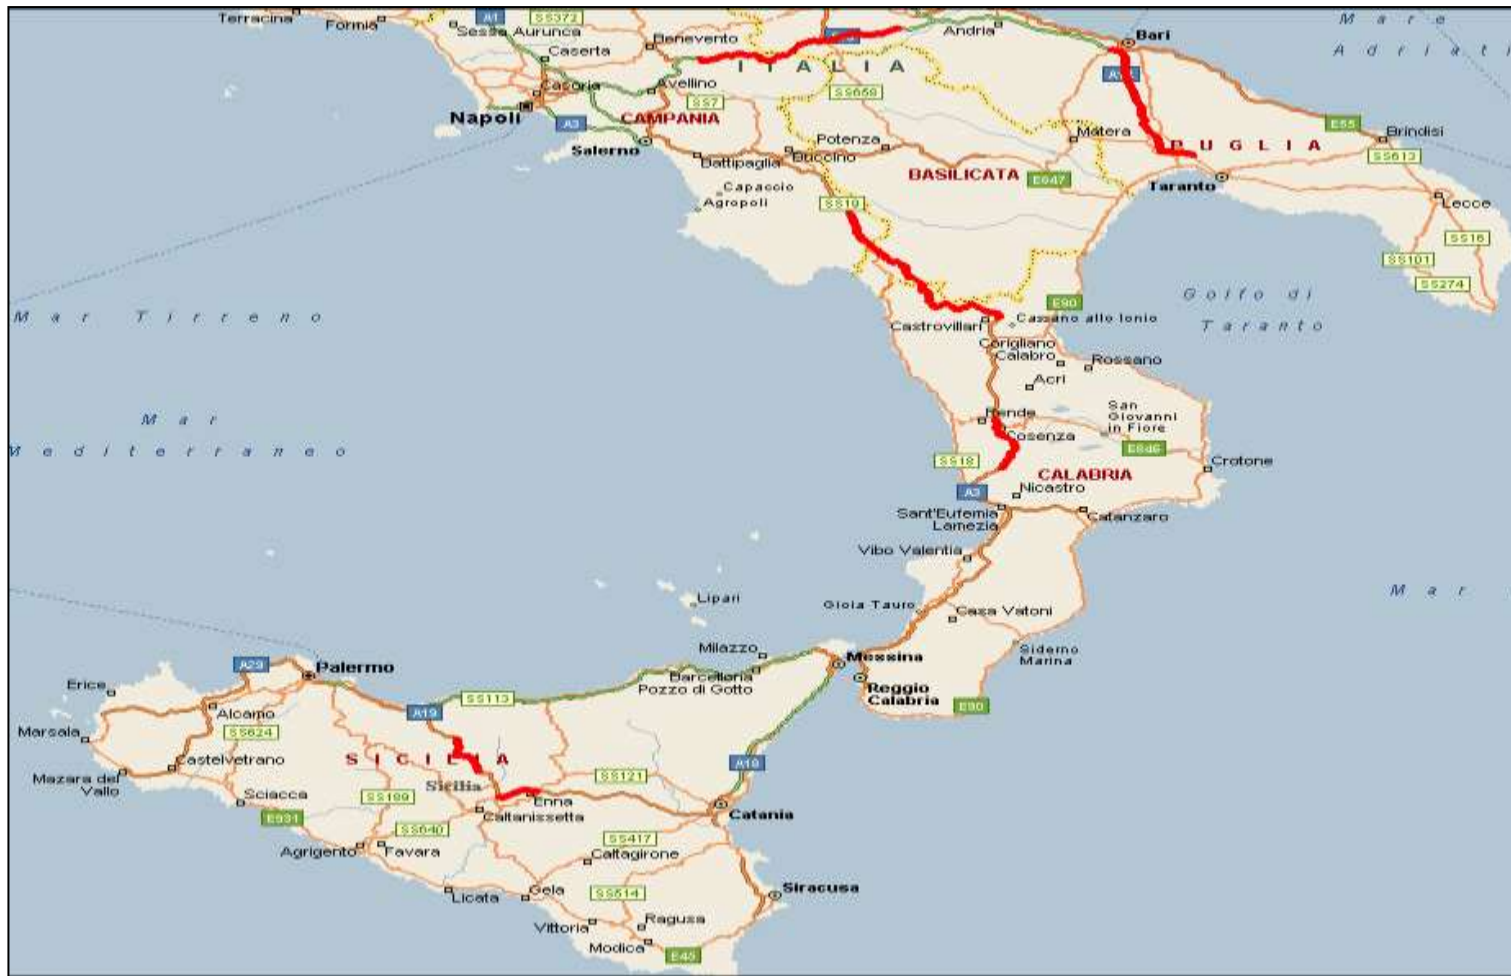 Terracina
Formia
A1
SS372
Sessa Aurunca
Benevento
Caserta
Andria
Bari
Mare
Adriati
I T A L I A
Casoria
Avellino
SS7
SS658
Napoli
A3
CAMPANIA
Salerno
Battipaglia
Buccino
Potenza
Matera
P U G L I A
E55
Brindisi
SS613
BASILICATA
E847
Taranto
Lecce
Capaccio
Agropoli
SS19
SS16
SS101
SS274
Golfo di
Taranto
E90
Mar Tirreno
Castrovillari
Cassano allo Ionio
Corigliano
Calabro
Rossano
Acri
Mar
Mediterraneo
Rende
Cosenza
San
Giovanni
in Fiore
E846
SS18
CALABRIA
Crotone
A3
Nicastro
Sant'Eufemia
Lamezia
Catanzaro
Vibo Valentia
Mar
Lipari
Gioia Tauro
Casa Vatoni
Siderno
Marina
Milazzo
Messina
Barcellona
Pozzo di Gotto
Reggio
Calabria
E90
A29
Palermo
Erice
SS113
A19
Alcamo
Marsala
SS624
S I C I L I A
Castelvetrano
Mazara del
Vallo
Sicilia
SS121
A18
Sciacca
SS189
Enna
Caltanissetta
Catania
E931
SS640
SS417
Agrigento
Favara
Caltagirone
Licata
Gela
SS514
Siracusa
Vittoria
Ragusa
Modica
E45